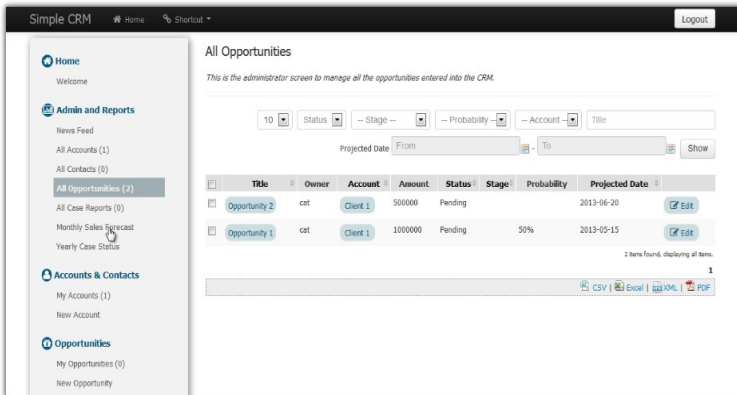 Simple CRM Home Shortcut Logout
Home
Welcome
Admin and Reports
News Feed
All Accounts (1)
All Contacts (0)
All Opportunities (2)
All Case Reports (0)
Monthly Sales Forecast
Yearly Case Status
Accounts & Contacts
My Accounts (1)
New Account
Opportunities
My Opportunities (0)
New Opportunity
All Opportunities
This is the administrator screen to manage all the opportunities entered into the CRM.
10 Status -- Stage -- -- Probability -- -- Account -- Title
Projected Date From - To Show
Title Owner Account Amount Status Stage Probability Projected Date
Opportunity 2 cat Client 1 500000 Pending 2013-06-20 Edit
Opportunity 1 cat Client 1 1000000 Pending 50% 2013-05-15 Edit
2 items found, displaying all items.
1
CSV | Excel | XML | PDF